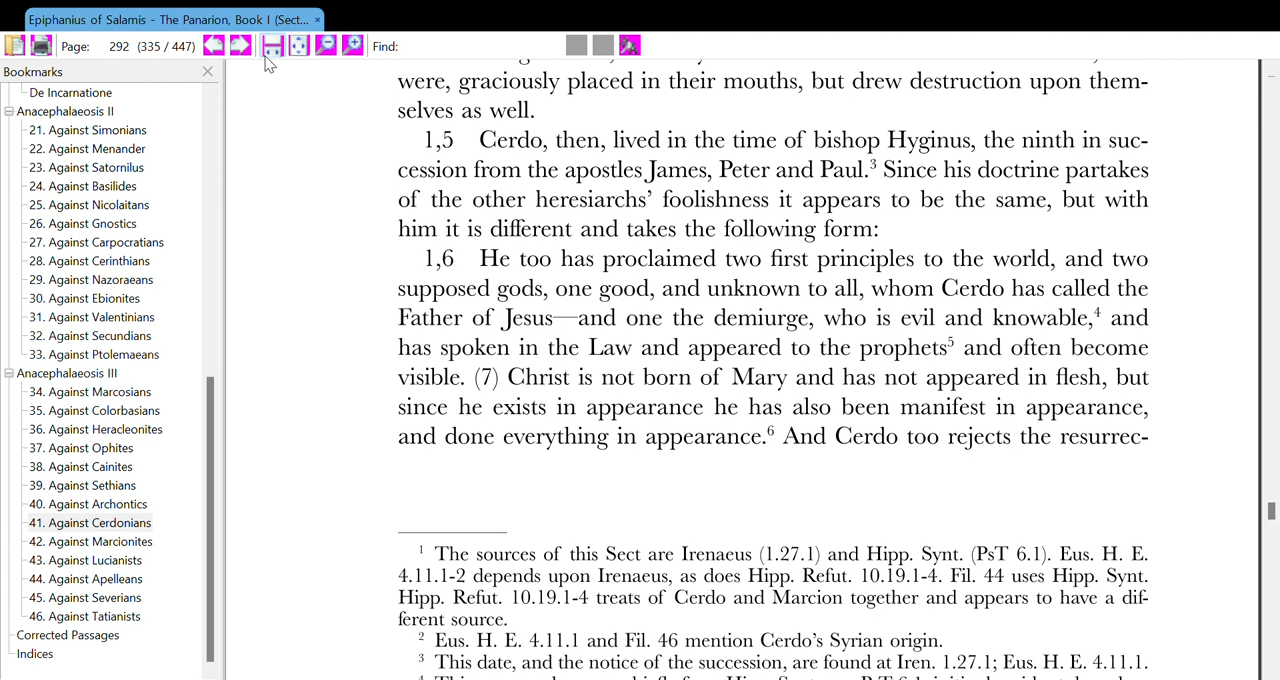 Epiphanius of Salamis - The Panarion, Book I (Sect... ×
Page: 292 (335 / 447) Find:
Bookmarks
De Incarnatione
Anacephalaeosis II
21. Against Simonians
22. Against Menander
23. Against Satornilus
24. Against Basilides
25. Against Nicolaitans
26. Against Gnostics
27. Against Carpocratians
28. Against Cerinthians
29. Against Nazoraeans
30. Against Ebionites
31. Against Valentinians
32. Against Secundians
33. Against Ptolemaeans
Anacephalaeosis III
34. Against Marcosians
35. Against Colorbasians
36. Against Heracleonites
37. Against Ophites
38. Against Cainites
39. Against Sethians
40. Against Archontics
41. Against Cerdonians
42. Against Marcionites
43. Against Lucianists
44. Against Apelleans
45. Against Severians
46. Against Tatianists
Corrected Passages
Indices
were, graciously placed in their mouths, but drew destruction upon them-
selves as well.
1,5 Cerdo, then, lived in the time of bishop Hyginus, the ninth in suc-
cession from the apostles James, Peter and Paul.3 Since his doctrine partakes
of the other heresiarchs’ foolishness it appears to be the same, but with
him it is different and takes the following form:
1,6 He too has proclaimed two first principles to the world, and two
supposed gods, one good, and unknown to all, whom Cerdo has called the
Father of Jesus—and one the demiurge, who is evil and knowable,4 and
has spoken in the Law and appeared to the prophets5 and often become
visible. (7) Christ is not born of Mary and has not appeared in flesh, but
since he exists in appearance he has also been manifest in appearance,
and done everything in appearance.6 And Cerdo too rejects the resurrec-
1 The sources of this Sect are Irenaeus (1.27.1) and Hipp. Synt. (PsT 6.1). Eus. H. E.
4.11.1-2 depends upon Irenaeus, as does Hipp. Refut. 10.19.1-4. Fil. 44 uses Hipp. Synt.
Hipp. Refut. 10.19.1-4 treats of Cerdo and Marcion together and appears to have a dif-
ferent source.
2 Eus. H. E. 4.11.1 and Fil. 46 mention Cerdo’s Syrian origin.
3 This date, and the notice of the succession, are found at Iren. 1.27.1; Eus. H. E. 4.11.1.